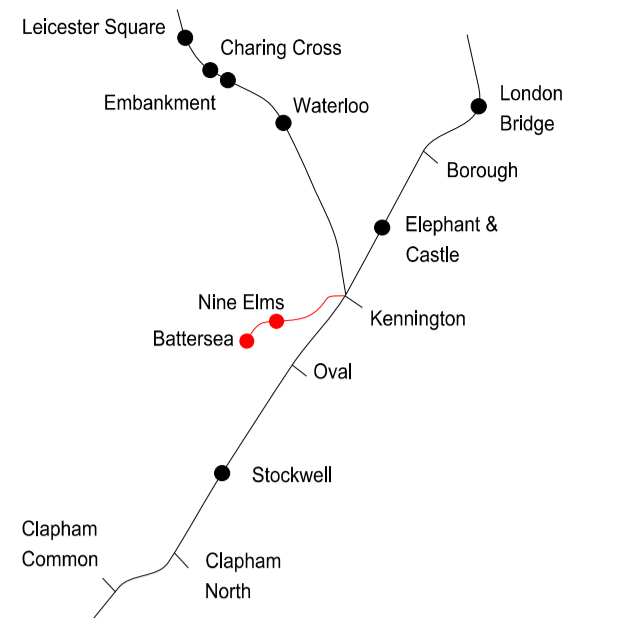 Leicester Square
Charing Cross
London
Bridge
Embankment
Waterloo
Borough
Elephant &
Castle
Nine Elms
Kennington
Battersea
Oval
Stockwell
Clapham
Common
Clapham
North